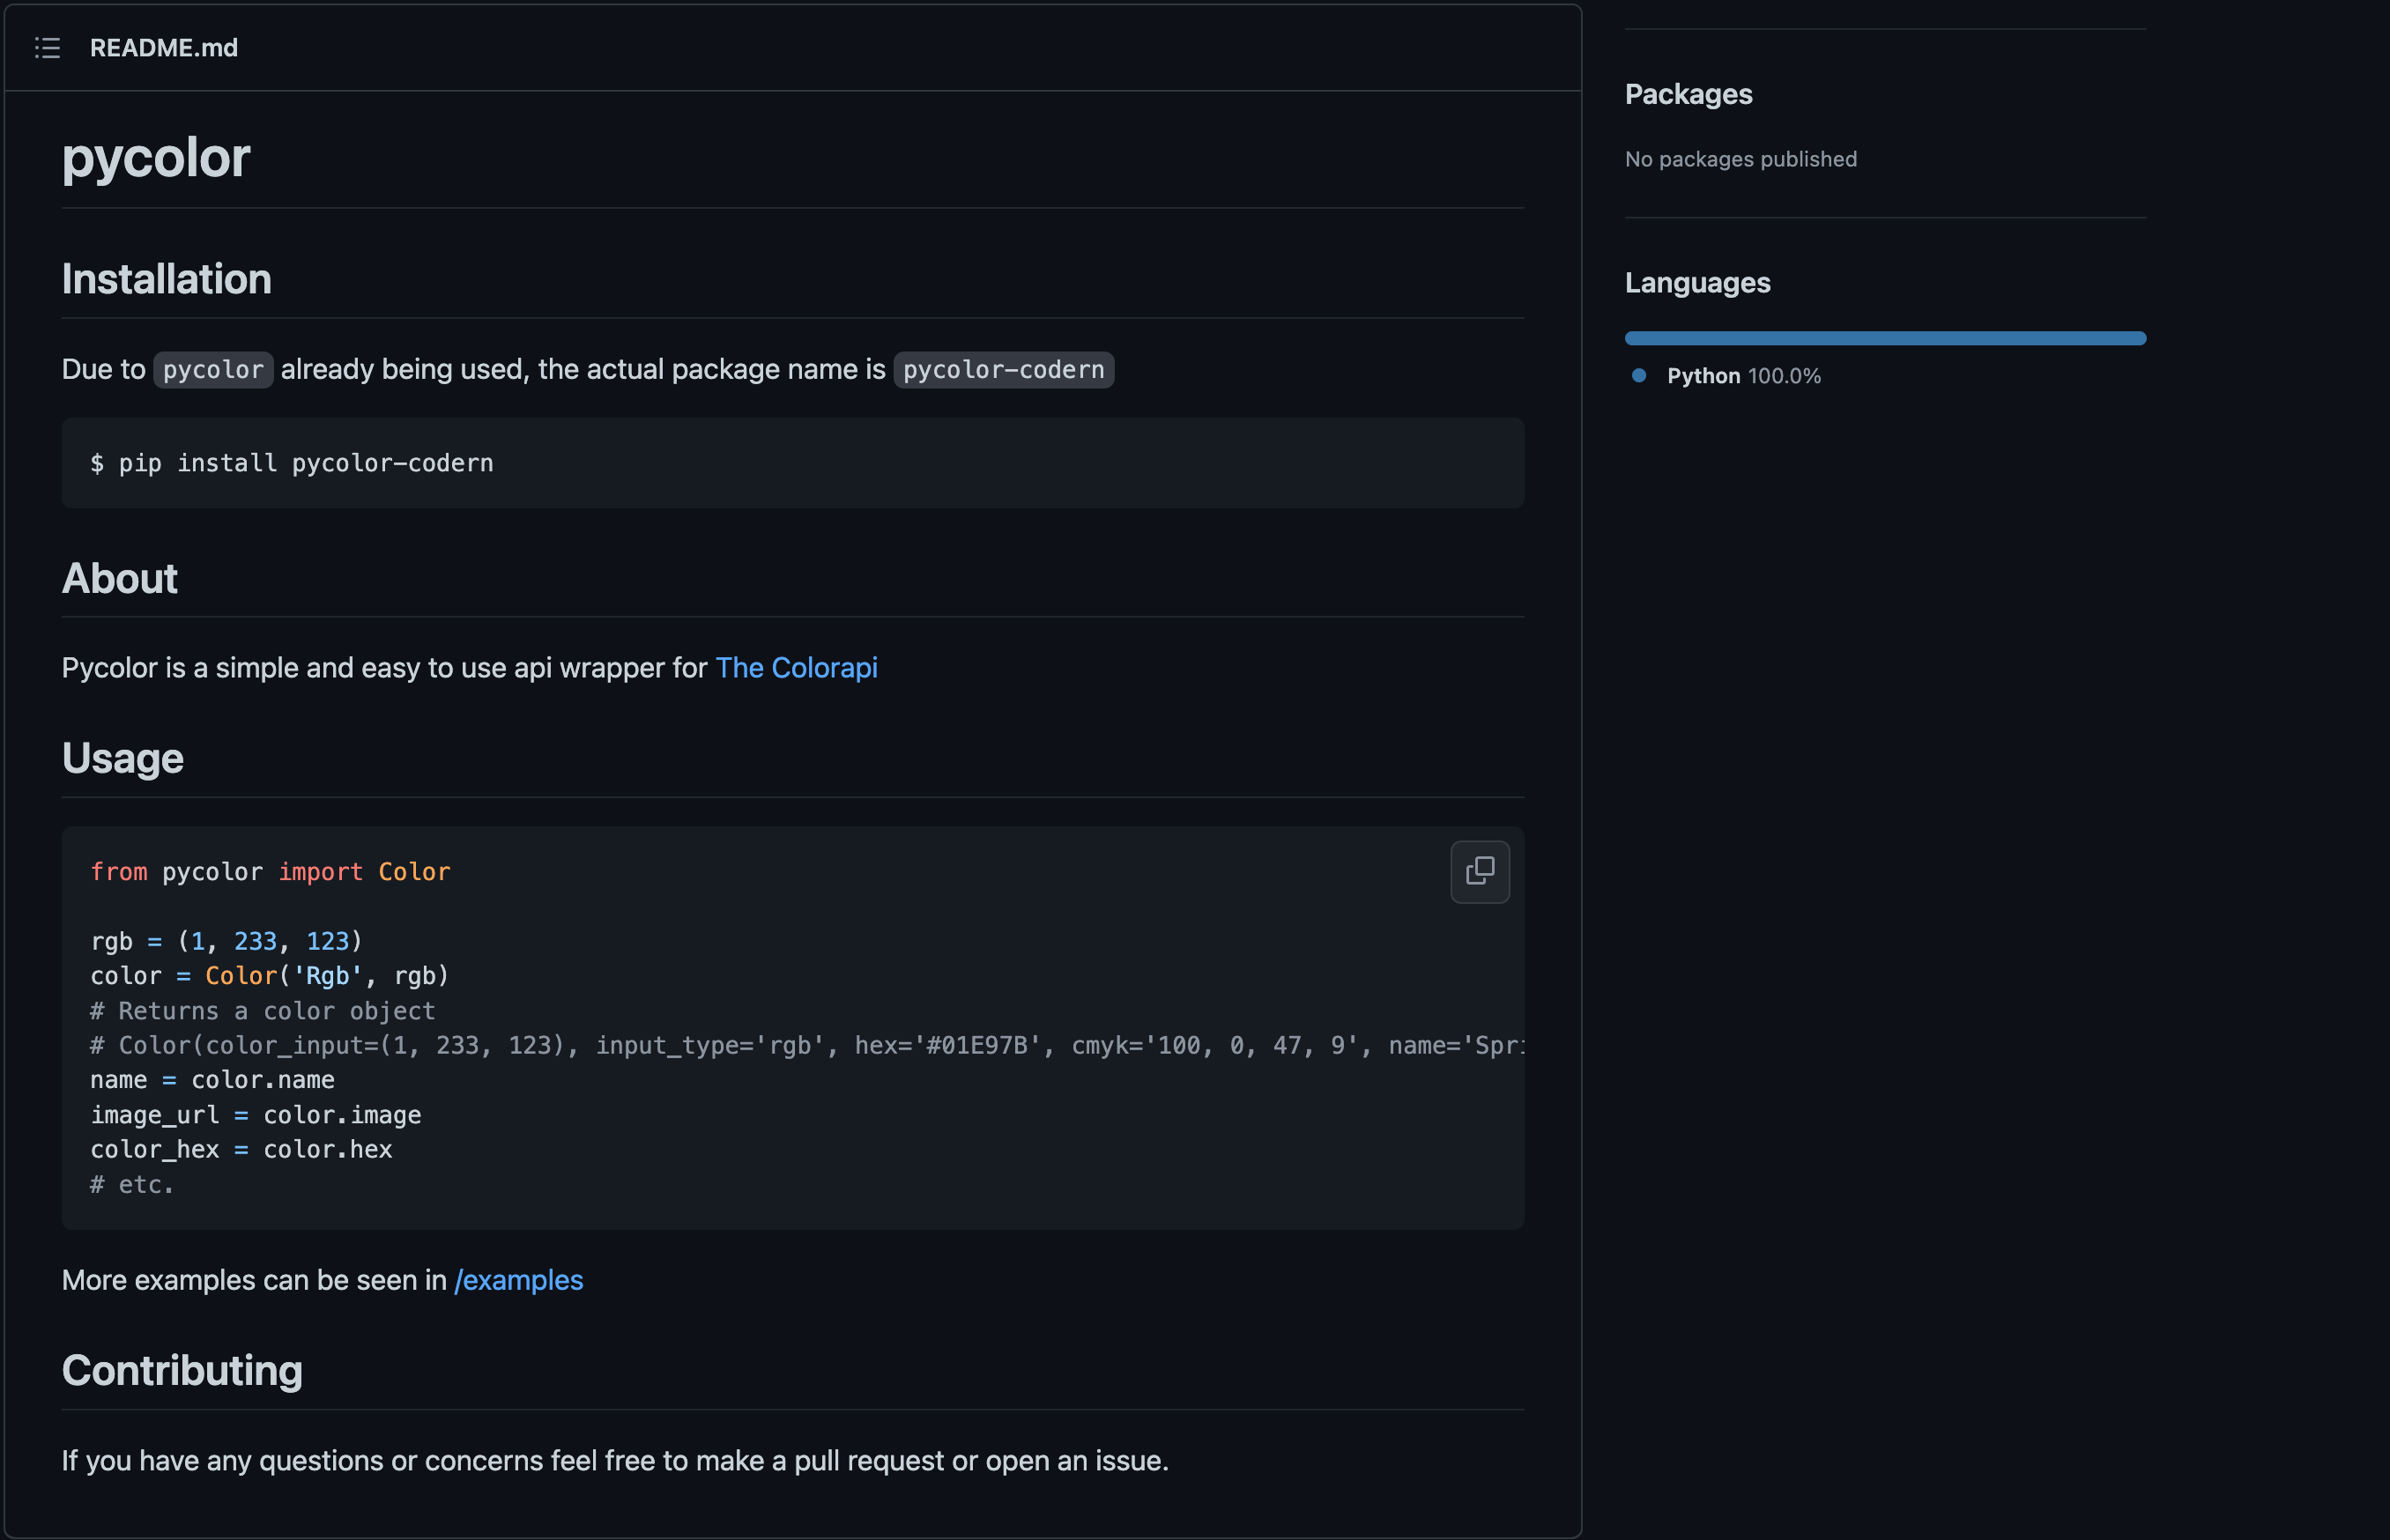 README.md
pycolor
Installation
Due to pycolor already being used, the actual package name is pycolor-codern
$ pip install pycolor-codern
About
Pycolor is a simple and easy to use api wrapper for The Colorapi
Usage
from pycolor import Color
rgb = (1, 233, 123)
color = Color('Rgb', rgb)
# Returns a color object
# Color(color_input=(1, 233, 123), input_type='rgb', hex='#01E97B', cmyk='100, 0, 47, 9', name='Spri
name = color.name
image_url = color.image
color_hex = color.hex
# etc.
More examples can be seen in /examples
Contributing
If you have any questions or concerns feel free to make a pull request or open an issue.
Packages
No packages published
Languages
Python 100.0%